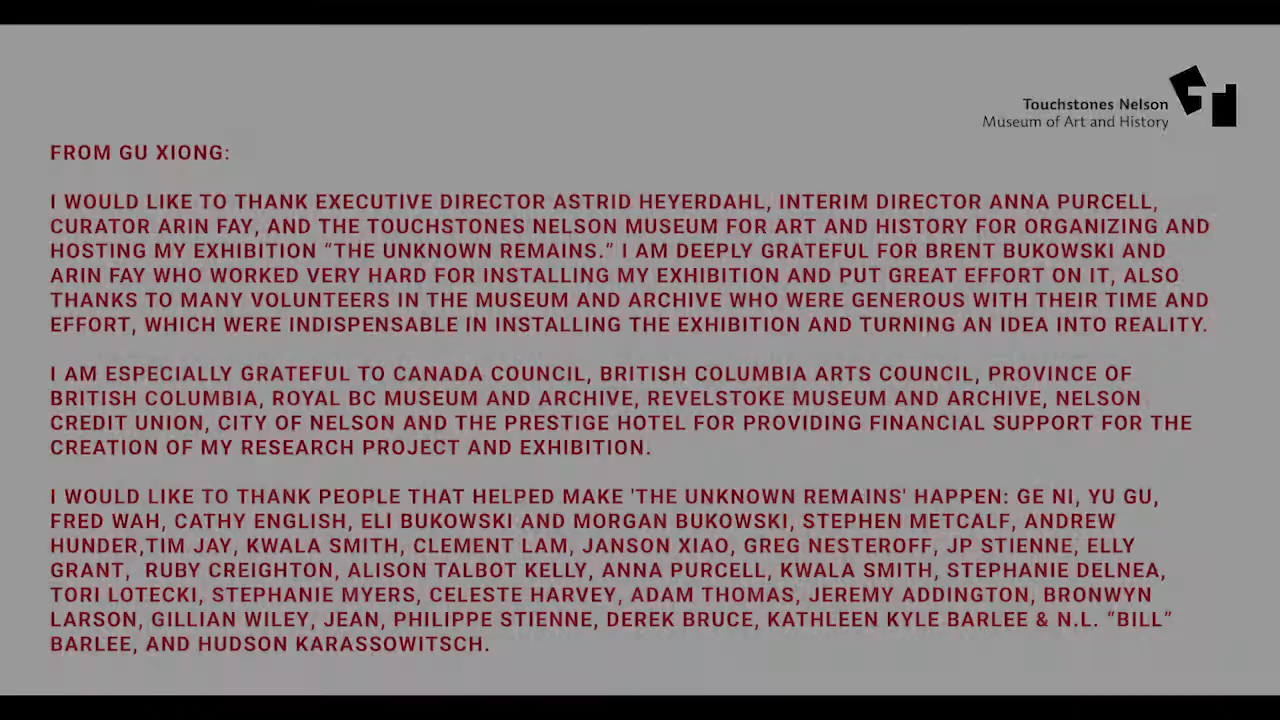 Touchstones Nelson
Museum of Art and History
FROM GU XIONG:
I WOULD LIKE TO THANK EXECUTIVE DIRECTOR ASTRID HEYERDAHL, INTERIM DIRECTOR ANNA PURCELL,
CURATOR ARIN FAY, AND THE TOUCHSTONES NELSON MUSEUM FOR ART AND HISTORY FOR ORGANIZING AND
HOSTING MY EXHIBITION “THE UNKNOWN REMAINS.” I AM DEEPLY GRATEFUL FOR BRENT BUKOWSKI AND
ARIN FAY WHO WORKED VERY HARD FOR INSTALLING MY EXHIBITION AND PUT GREAT EFFORT ON IT, ALSO
THANKS TO MANY VOLUNTEERS IN THE MUSEUM AND ARCHIVE WHO WERE GENEROUS WITH THEIR TIME AND
EFFORT, WHICH WERE INDISPENSABLE IN INSTALLING THE EXHIBITION AND TURNING AN IDEA INTO REALITY.
I AM ESPECIALLY GRATEFUL TO CANADA COUNCIL, BRITISH COLUMBIA ARTS COUNCIL, PROVINCE OF
BRITISH COLUMBIA, ROYAL BC MUSEUM AND ARCHIVE, REVELSTOKE MUSEUM AND ARCHIVE, NELSON
CREDIT UNION, CITY OF NELSON AND THE PRESTIGE HOTEL FOR PROVIDING FINANCIAL SUPPORT FOR THE
CREATION OF MY RESEARCH PROJECT AND EXHIBITION.
I WOULD LIKE TO THANK PEOPLE THAT HELPED MAKE 'THE UNKNOWN REMAINS' HAPPEN: GE NI, YU GU,
FRED WAH, CATHY ENGLISH, ELI BUKOWSKI AND MORGAN BUKOWSKI, STEPHEN METCALF, ANDREW
HUNDER,TIM JAY, KWALA SMITH, CLEMENT LAM, JANSON XIAO, GREG NESTEROFF, JP STIENNE, ELLY
GRANT, RUBY CREIGHTON, ALISON TALBOT KELLY, ANNA PURCELL, KWALA SMITH, STEPHANIE DELNEA,
TORI LOTECKI, STEPHANIE MYERS, CELESTE HARVEY, ADAM THOMAS, JEREMY ADDINGTON, BRONWYN
LARSON, GILLIAN WILEY, JEAN, PHILIPPE STIENNE, DEREK BRUCE, KATHLEEN KYLE BARLEE & N.L. “BILL”
BARLEE, AND HUDSON KARASSOWITSCH.